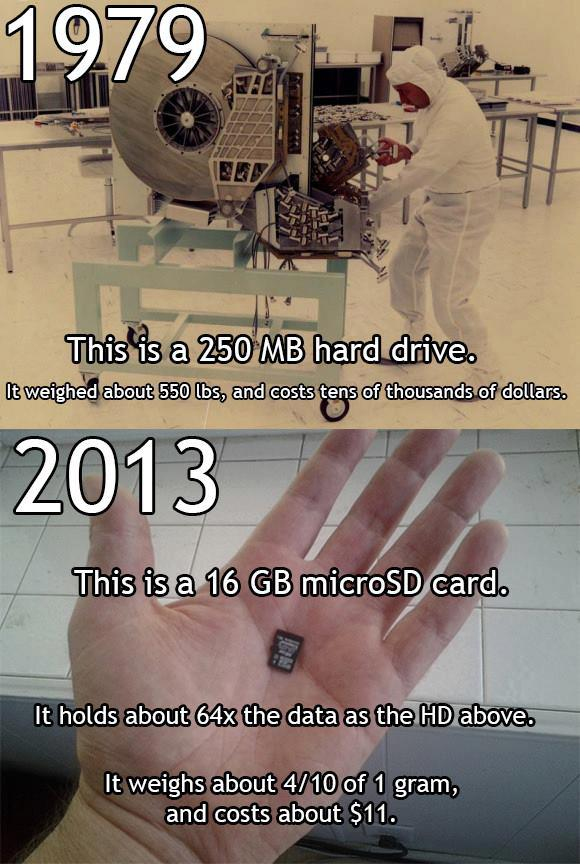 1979
This is a 250 MB hard drive.
It weighed about 550 lbs, and costs tens of thousands of dollars.
2013
This is a 16 GB microSD card.
It holds about 64x the data as the HD above.
It weighs about 4/10 of 1 gram,
and costs about $11.